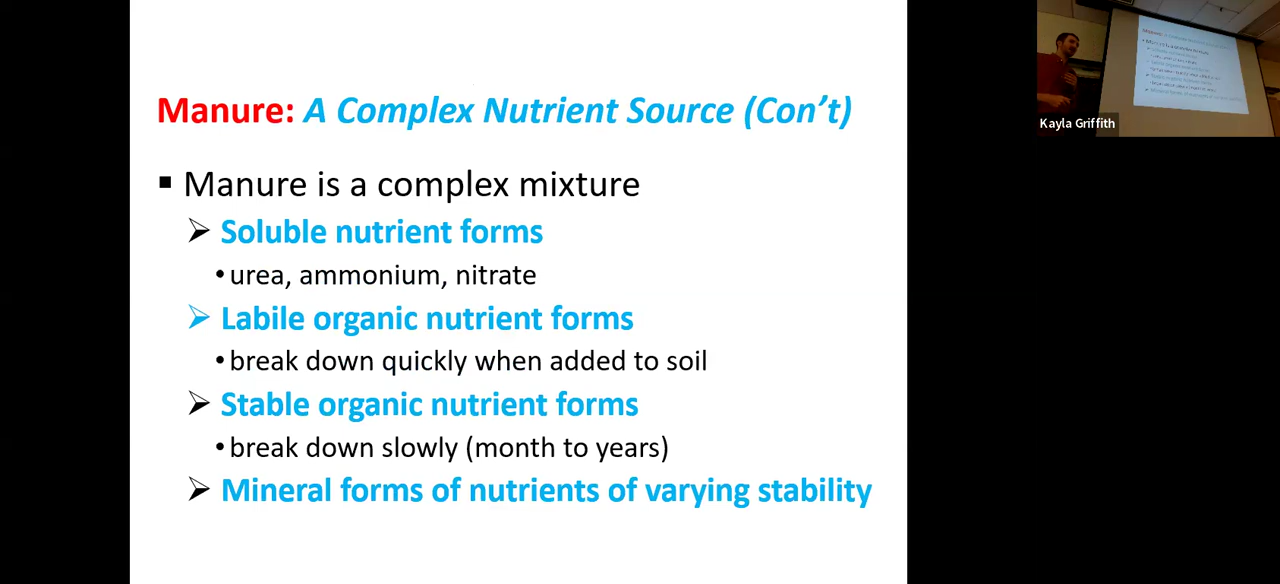 Manure: A Complex Nutrient Source (Con’t)
▪ Manure is a complex mixture
➢ Soluble nutrient forms
• urea, ammonium, nitrate
➢ Labile organic nutrient forms
• break down quickly when added to soil
➢ Stable organic nutrient forms
• break down slowly (month to years)
➢ Mineral forms of nutrients of varying stability
Kayla Griffith